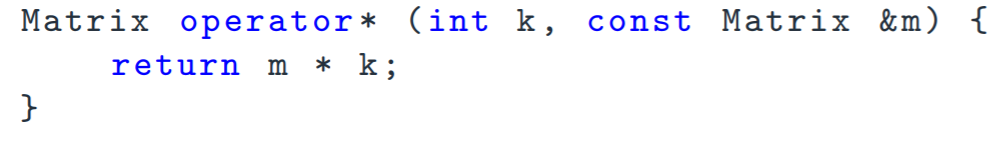 Matrix operator* (int k, const Matrix &m) {
    return m * k;
}